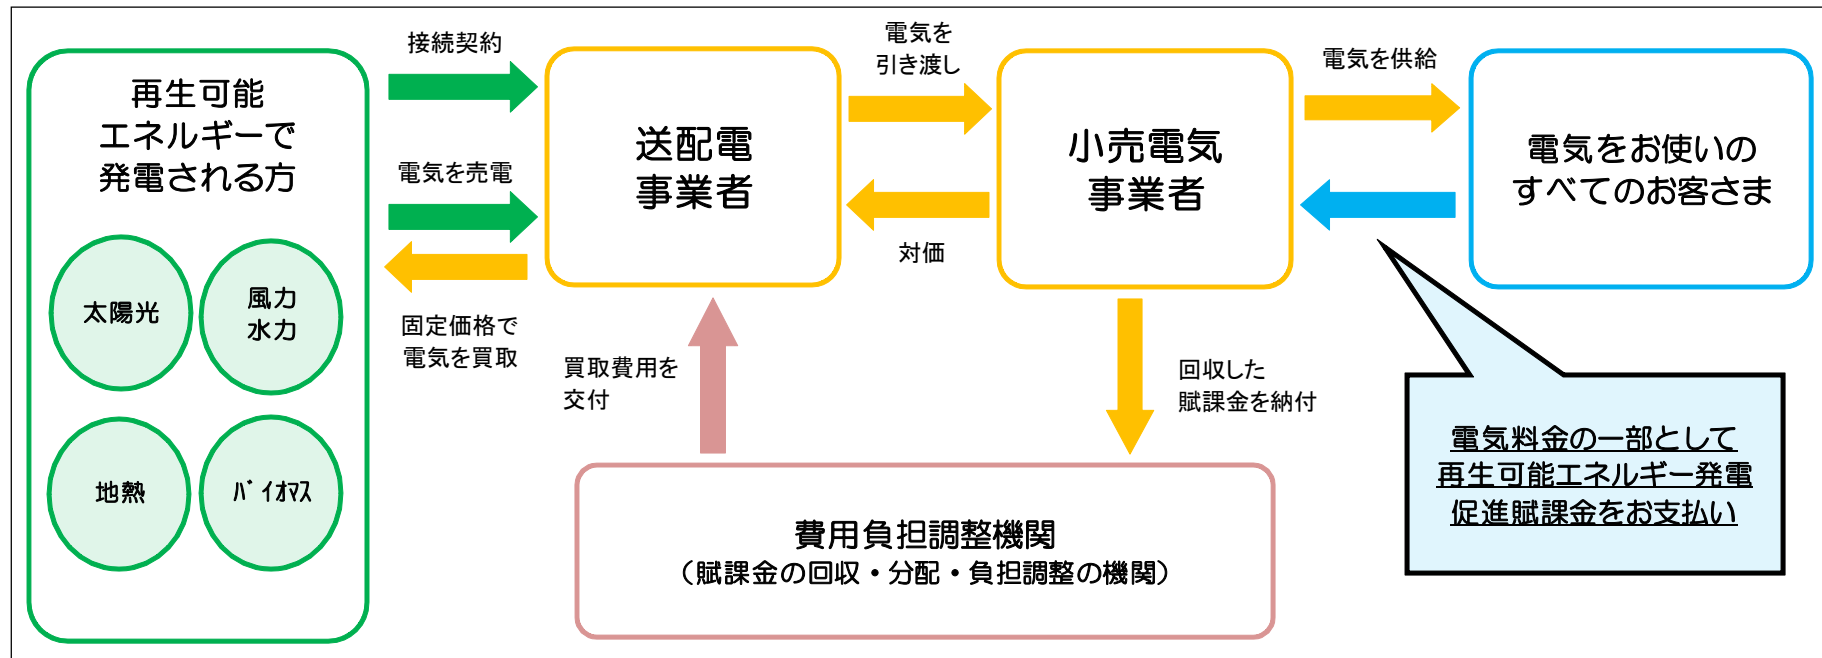 再生可能
エネルギーで
発電される方
太陽光
風力
水力
地熱
ﾊﾞｲｵﾏｽ
接続契約
電気を売電
固定価格で
電気を買取
送配電
事業者
電気を
引き渡し
対価
買取費用を
交付
小売電気
事業者
回収した
賦課金を納付
電気を供給
電気をお使いの
すべてのお客さま
電気料金の一部として
再生可能エネルギー発電
促進賦課金をお支払い
費用負担調整機関
（賦課金の回収・分配・負担調整の機関）